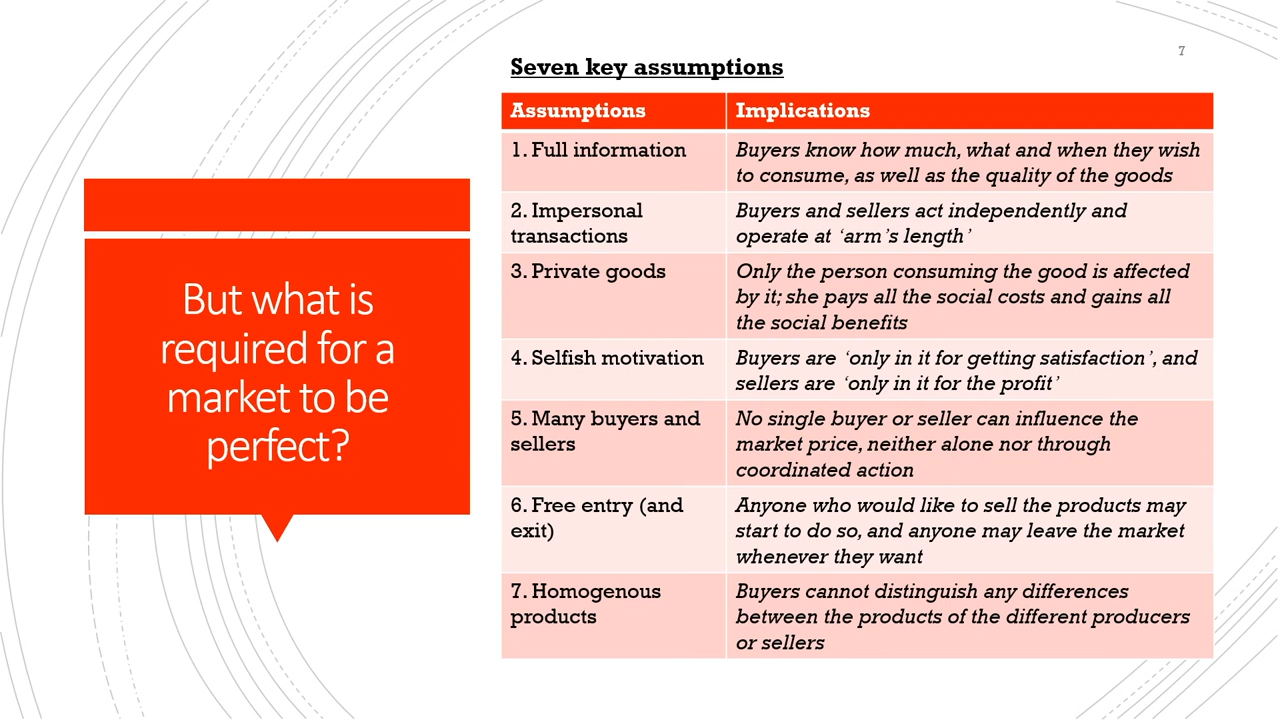 7
Seven key assumptions
Assumptions
Implications
1. Full information
Buyers know how much, what and when they wish
to consume, as well as the quality of the goods
2. Impersonal
transactions
Buyers and sellers act independently and
operate at ‘arm’s length’
3. Private goods
Only the person consuming the good is affected
by it; she pays all the social costs and gains all
the social benefits
4. Selfish motivation
Buyers are ‘only in it for getting satisfaction’, and
sellers are ‘only in it for the profit’
5. Many buyers and
sellers
No single buyer or seller can influence the
market price, neither alone nor through
coordinated action
6. Free entry (and
exit)
Anyone who would like to sell the products may
start to do so, and anyone may leave the market
whenever they want
7. Homogenous
products
Buyers cannot distinguish any differences
between the products of the different producers
or sellers
But what is
required for a
market to be
perfect?